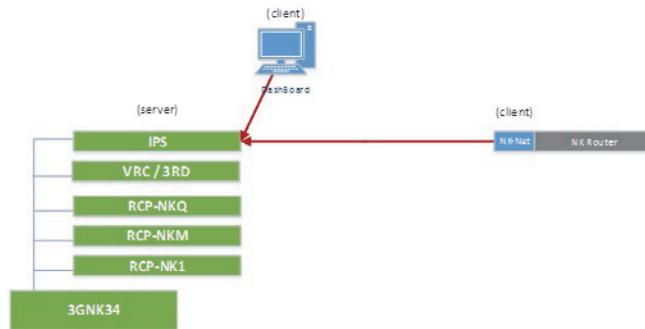 (client)
DashBoard
(server)
(client)
IPS
NK-Net
NK Router
VRC / 3RD
RCP-NKQ
RCP-NKM
RCP-NK1
3GNK34